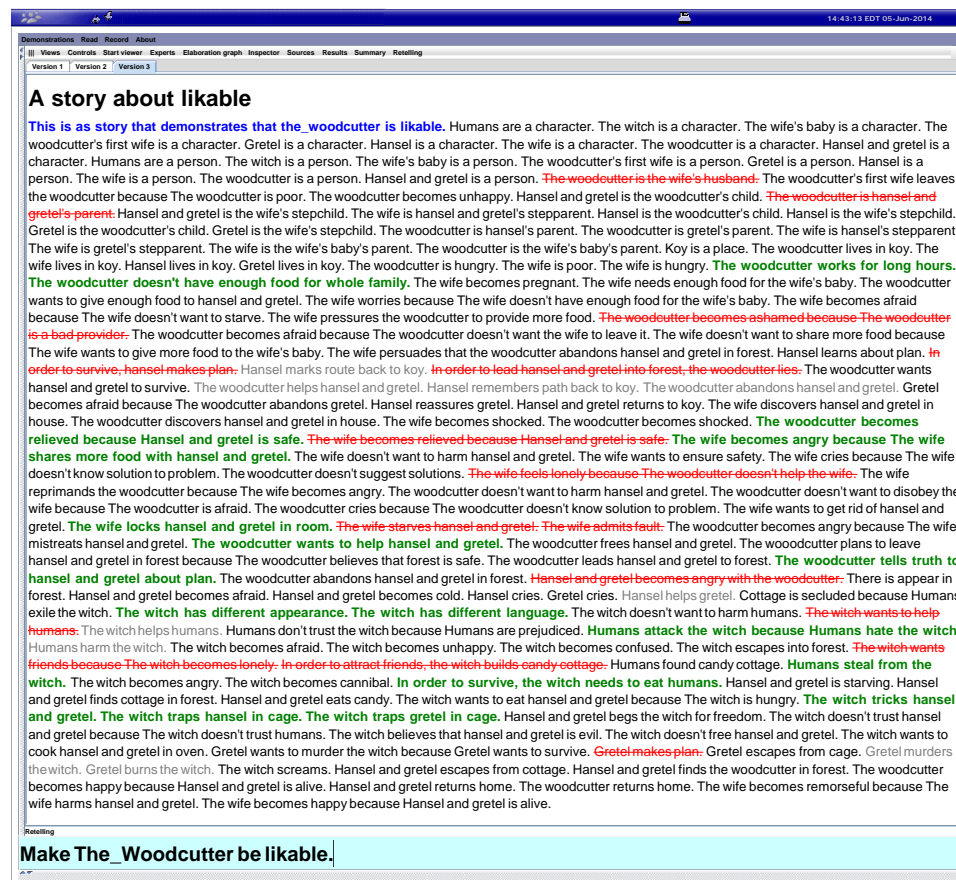 14:43:13 EDT 05-Jun-2014
Demonstrations Read Record About
||| Views Controls Start viewer Experts Elaboration graph Inspector Sources Results Summary Retelling
Version 1 Version 2 Version 3
A story about likable
This is as story that demonstrates that the_woodcutter is likable. Humans are a character. The witch is a character. The wife's baby is a character. The
woodcutter's first wife is a character. Gretel is a character. Hansel is a character. The wife is a character. The woodcutter is a character. Hansel and gretel is a
character. Humans are a person. The witch is a person. The wife's baby is a person. The woodcutter's first wife is a person. Gretel is a person. Hansel is a
person. The wife is a person. The woodcutter is a person. Hansel and gretel is a person. The woodcutter is the wife's husband. The woodcutter's first wife leaves
the woodcutter because The woodcutter is poor. The woodcutter becomes unhappy. Hansel and gretel is the woodcutter's child. The woodcutter is hansel and
gretel's parent. Hansel and gretel is the wife's stepchild. The wife is hansel and gretel's stepparent. Hansel is the woodcutter's child. Hansel is the wife's stepchild.
Gretel is the woodcutter's child. Gretel is the wife's stepchild. The woodcutter is hansel's parent. The woodcutter is gretel's parent. The wife is hansel's stepparent
The wife is gretel's stepparent. The wife is the wife's baby's parent. The woodcutter is the wife's baby's parent. Koy is a place. The woodcutter lives in koy. The
wife lives in koy. Hansel lives in koy. Gretel lives in koy. The woodcutter is hungry. The wife is poor. The wife is hungry. The woodcutter works for long hours.
The woodcutter doesn't have enough food for whole family. The wife becomes pregnant. The wife needs enough food for the wife's baby. The woodcutter
wants to give enough food to hansel and gretel. The wife worries because The wife doesn't have enough food for the wife's baby. The wife becomes afraid
because The wife doesn't want to starve. The wife pressures the woodcutter to provide more food. The woodcutter becomes ashamed because The woodcutter
is a bad provider. The woodcutter becomes afraid because The woodcutter doesn't want the wife to leave it. The wife doesn't want to share more food because
The wife wants to give more food to the wife's baby. The wife persuades that the woodcutter abandons hansel and gretel in forest. Hansel learns about plan. In
order to survive, hansel makes plan. Hansel marks route back to koy. In order to lead hansel and gretel into forest, the woodcutter lies. The woodcutter wants
hansel and gretel to survive. The woodcutter helps hansel and gretel. Hansel remembers path back to koy. The woodcutter abandons hansel and gretel. Gretel
becomes afraid because The woodcutter abandons gretel. Hansel reassures gretel. Hansel and gretel returns to koy. The wife discovers hansel and gretel in
house. The woodcutter discovers hansel and gretel in house. The wife becomes shocked. The woodcutter becomes shocked. The woodcutter becomes
relieved because Hansel and gretel is safe. The wife becomes relieved because Hansel and gretel is safe. The wife becomes angry because The wife
shares more food with hansel and gretel. The wife doesn't want to harm hansel and gretel. The wife wants to ensure safety. The wife cries because The wife
doesn't know solution to problem. The woodcutter doesn't suggest solutions. The wife feels lonely because The woodcutter doesn't help the wife. The wife
reprimands the woodcutter because The wife becomes angry. The woodcutter doesn't want to harm hansel and gretel. The woodcutter doesn't want to disobey the
wife because The woodcutter is afraid. The woodcutter cries because The woodcutter doesn't know solution to problem. The wife wants to get rid of hansel and
gretel. The wife locks hansel and gretel in room. The wife starves hansel and gretel. The wife admits fault. The woodcutter becomes angry because The wife
mistreats hansel and gretel. The woodcutter wants to help hansel and gretel. The woodcutter frees hansel and gretel. The wooodcutter plans to leave
hansel and gretel in forest because The woodcutter believes that forest is safe. The woodcutter leads hansel and gretel to forest. The woodcutter tells truth to
hansel and gretel about plan. The woodcutter abandons hansel and gretel in forest. Hansel and gretel becomes angry with the woodcutter. There is appear in
forest. Hansel and gretel becomes afraid. Hansel and gretel becomes cold. Hansel cries. Gretel cries. Hansel helps gretel. Cottage is secluded because Humans
exile the witch. The witch has different appearance. The witch has different language. The witch doesn't want to harm humans. The witch wants to help
humans. The witch helps humans. Humans don't trust the witch because Humans are prejudiced. Humans attack the witch because Humans hate the witch
Humans harm the witch. The witch becomes afraid. The witch becomes unhappy. The witch becomes confused. The witch escapes into forest. The witch wants
friends because The witch becomes lonely. In order to attract friends, the witch builds candy cottage. Humans found candy cottage. Humans steal from the
witch. The witch becomes angry. The witch becomes cannibal. In order to survive, the witch needs to eat humans. Hansel and gretel is starving. Hansel
and gretel finds cottage in forest. Hansel and gretel eats candy. The witch wants to eat hansel and gretel because The witch is hungry. The witch tricks hansel
and gretel. The witch traps hansel in cage. The witch traps gretel in cage. Hansel and gretel begs the witch for freedom. The witch doesn't trust hansel
and gretel because The witch doesn't trust humans. The witch believes that hansel and gretel is evil. The witch doesn't free hansel and gretel. The witch wants to
cook hansel and gretel in oven. Gretel wants to murder the witch because Gretel wants to survive. Gretel makes plan. Gretel escapes from cage. Gretel murders
the witch. Gretel burns the witch. The witch screams. Hansel and gretel escapes from cottage. Hansel and gretel finds the woodcutter in forest. The woodcutter
becomes happy because Hansel and gretel is alive. Hansel and gretel returns home. The woodcutter returns home. The wife becomes remorseful because The
wife harms hansel and gretel. The wife becomes happy because Hansel and gretel is alive.
Retelling
Make The_Woodcutter be likable.